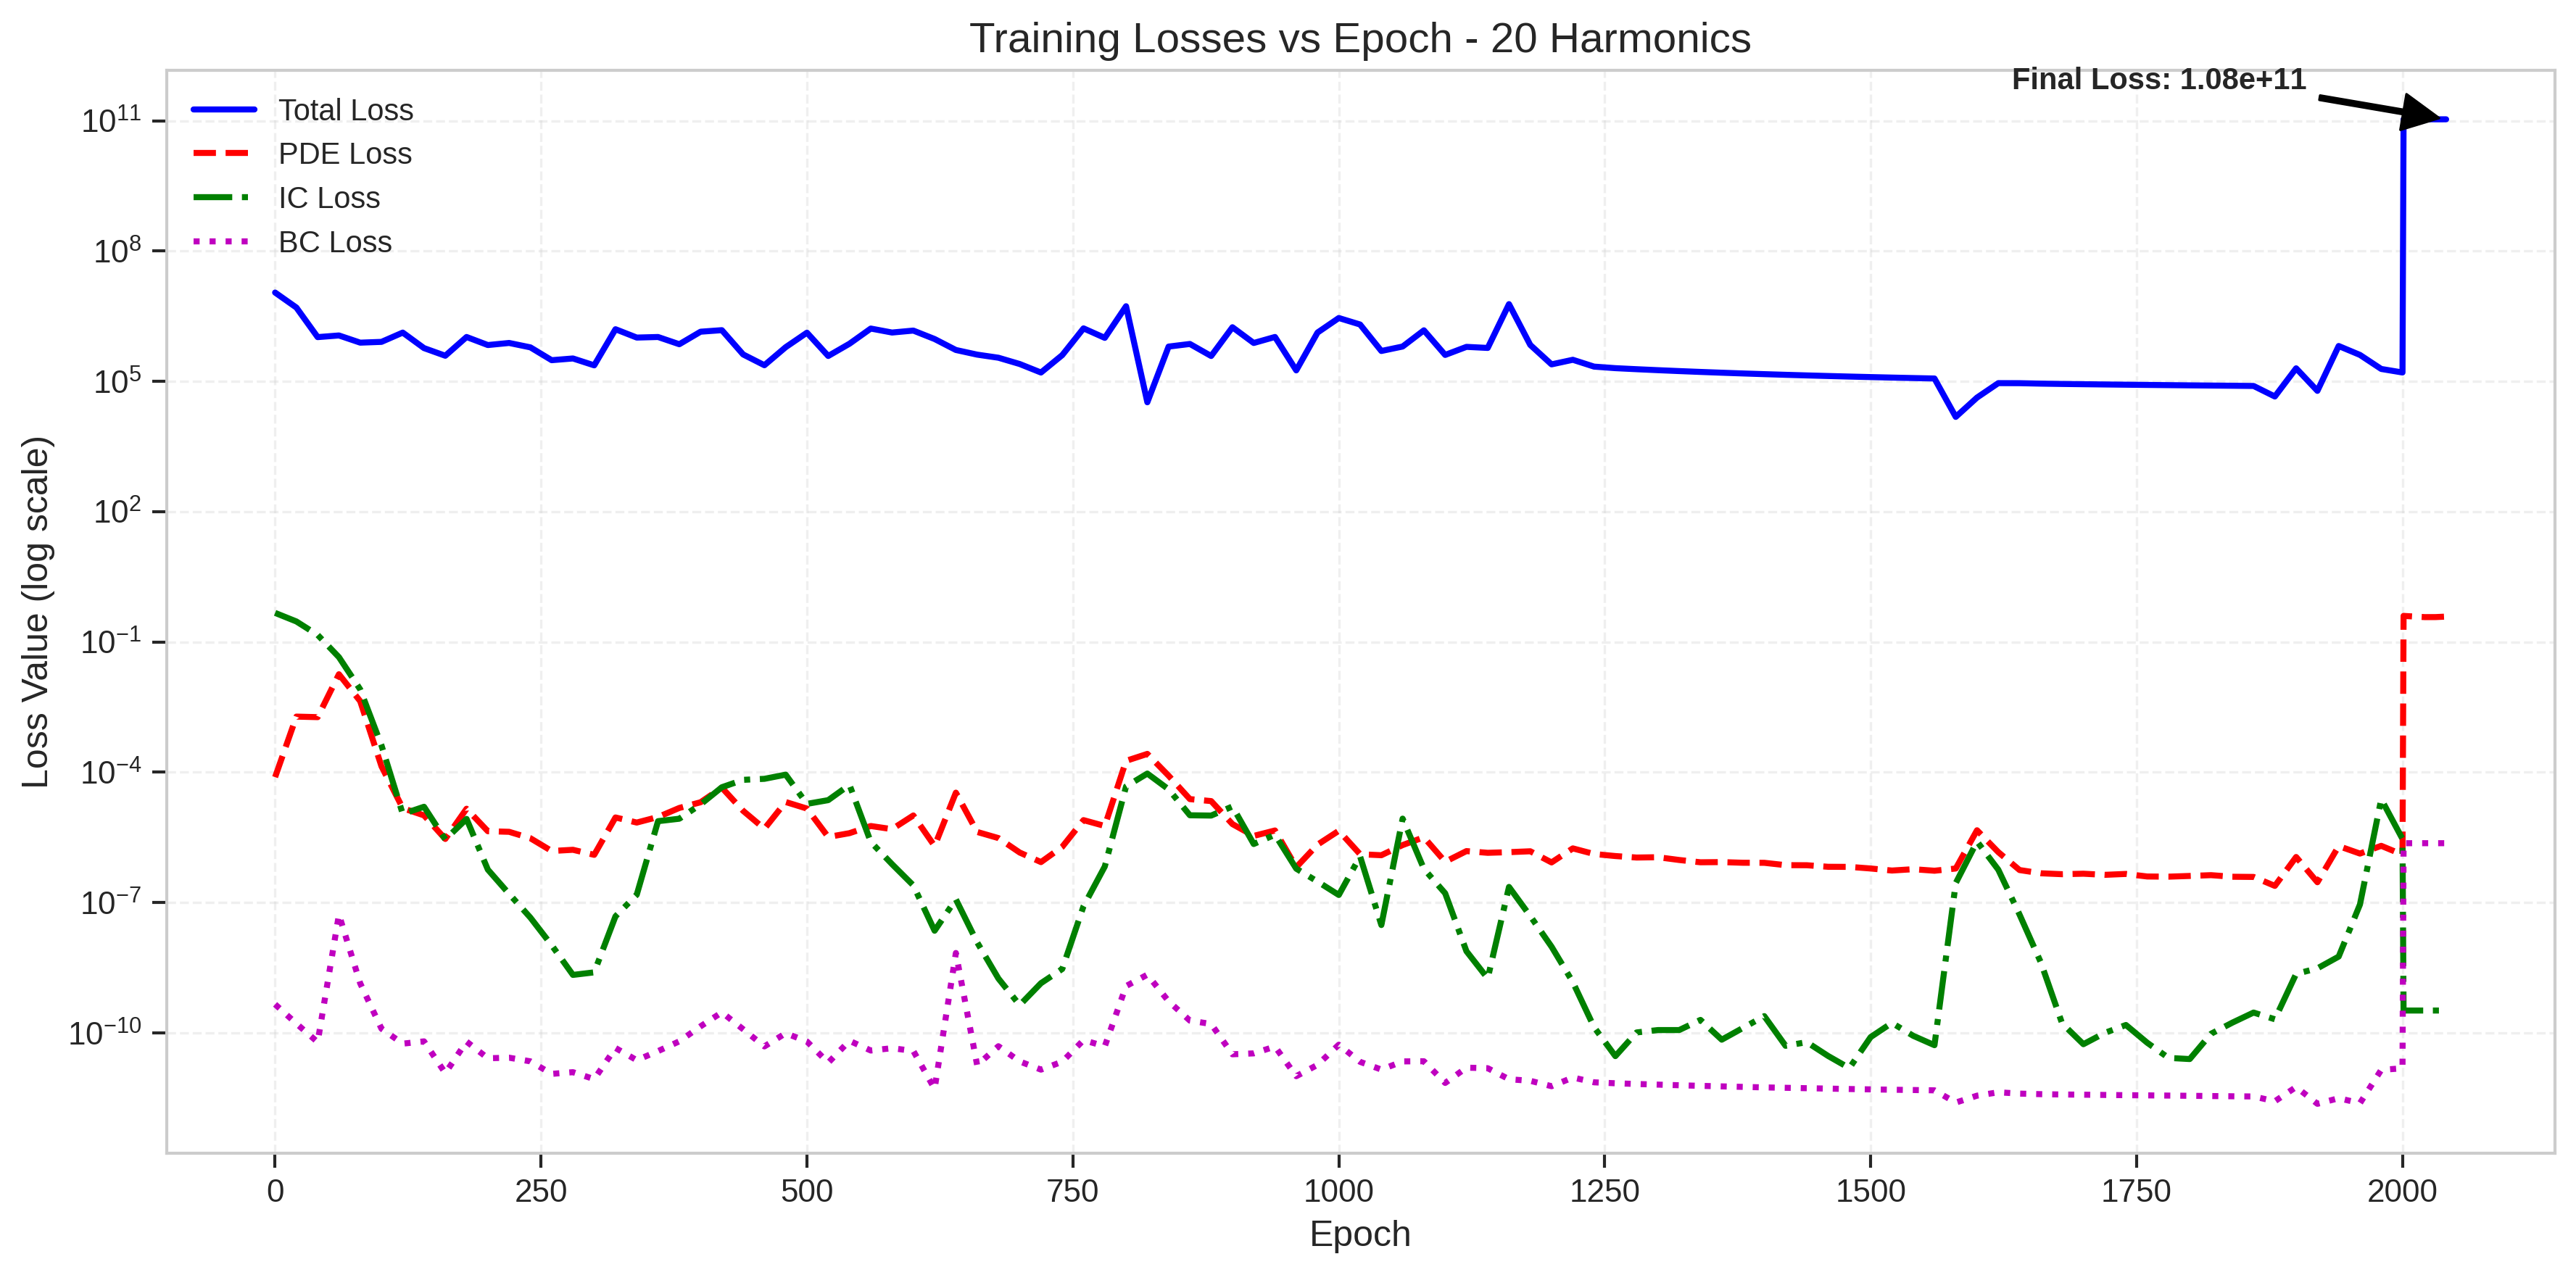 Training Losses vs Epoch - 20 Harmonics
Final Loss: 1.08e+11
Total Loss
PDE Loss
IC Loss
BC Loss
10¹¹
10⁸
10⁵
10²
10⁻¹
10⁻⁴
10⁻⁷
10⁻¹⁰
Loss Value (log scale)
0 250 500 750 1000 1250 1500 1750 2000
Epoch